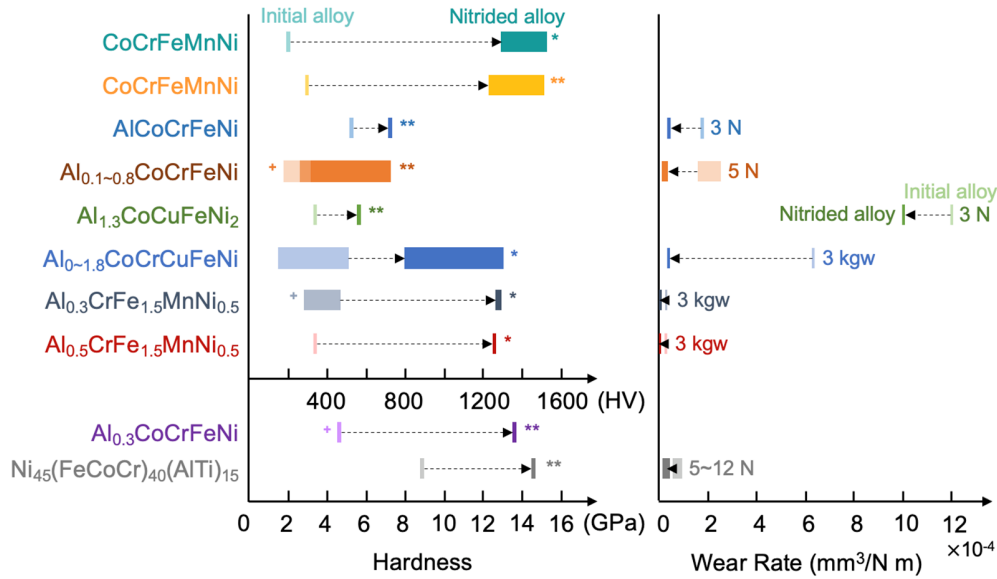 Initial alloy Nitrided alloy
CoCrFeMnNi *
CoCrFeMnNi **
AlCoCrFeNi ** 3 N
Al0.1~0.8CoCrFeNi + ** 5 N
Initial alloy
Al1.3CoCuFeNi2 ** Nitrided alloy 3 N
Al0~1.8CoCrCuFeNi * 3 kgw
Al0.3CrFe1.5MnNi0.5 + * 3 kgw
Al0.5CrFe1.5MnNi0.5 * 3 kgw
400 800 1200 1600 (HV)
Al0.3CoCrFeNi + **
Ni45(FeCoCr)40(AlTi)15 ** 5~12 N
0 2 4 6 8 10 12 14 16 (GPa) 0 2 4 6 8 10 12
×10-4
Hardness Wear Rate (mm3/N m)